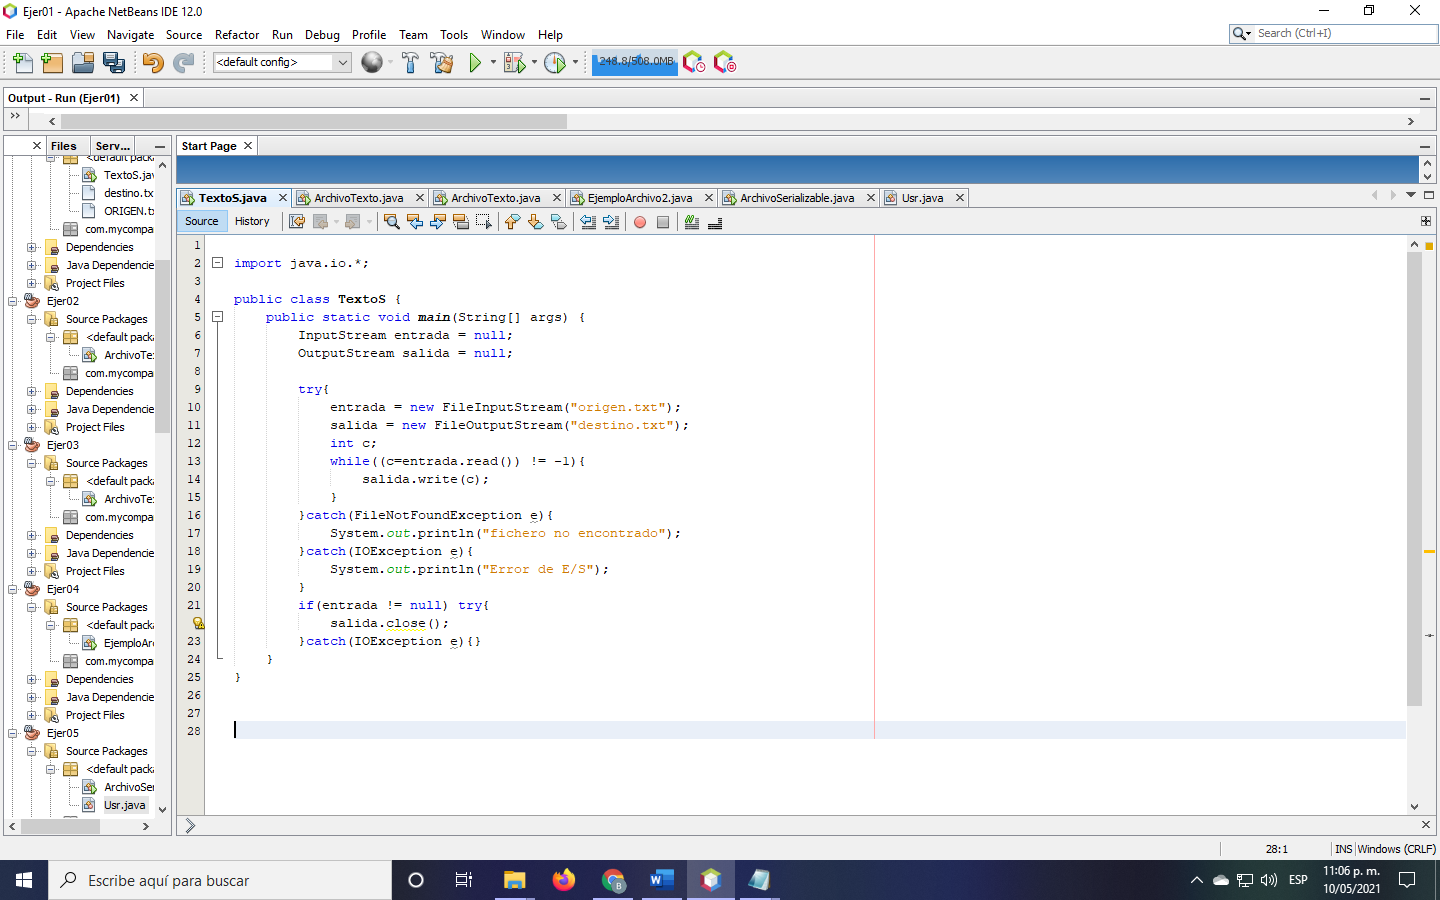 Ejer01 - Apache NetBeans IDE 12.0
File Edit View Navigate Source Refactor Run Debug Profile Team Tools Window Help
Search (Ctrl+I)
<default config>
248.8/508.0MB
Output - Run (Ejer01)
Files Serv...
Start Page
<default packa
TextoS.jav
destino.tx
ORIGEN.t
com.mycompa
Dependencies
Java Dependencie
Project Files
Ejer02
Source Packages
<default packa
ArchivoTe
com.mycompa
Dependencies
Java Dependencie
Project Files
Ejer03
Source Packages
<default packa
ArchivoTe
com.mycompa
Dependencies
Java Dependencie
Project Files
Ejer04
Source Packages
<default packa
EjemploAr
com.mycompa
Dependencies
Java Dependencie
Project Files
Ejer05
Source Packages
<default packa
ArchivoSe
Usr.java
TextoS.java ArchivoTexto.java ArchivoTexto.java EjemploArchivo2.java ArchivoSerializable.java Usr.java
Source History
1
2 import java.io.*;
3
4 public class TextoS {
5 public static void main(String[] args) {
6 InputStream entrada = null;
7 OutputStream salida = null;
8
9 try{
10 entrada = new FileInputStream("origen.txt");
11 salida = new FileOutputStream("destino.txt");
12 int c;
13 while((c=entrada.read()) != -1){
14 salida.write(c);
15 }
16 }catch(FileNotFoundException e){
17 System.out.println("fichero no encontrado");
18 }catch(IOException e){
19 System.out.println("Error de E/S");
20 }
21 if(entrada != null) try{
salida.close();
23 }catch(IOException e){}
24 }
25 }
26
27
28
28:1 INS Windows (CRLF)
Escribe aquí para buscar
ESP
11:06 p. m.
10/05/2021